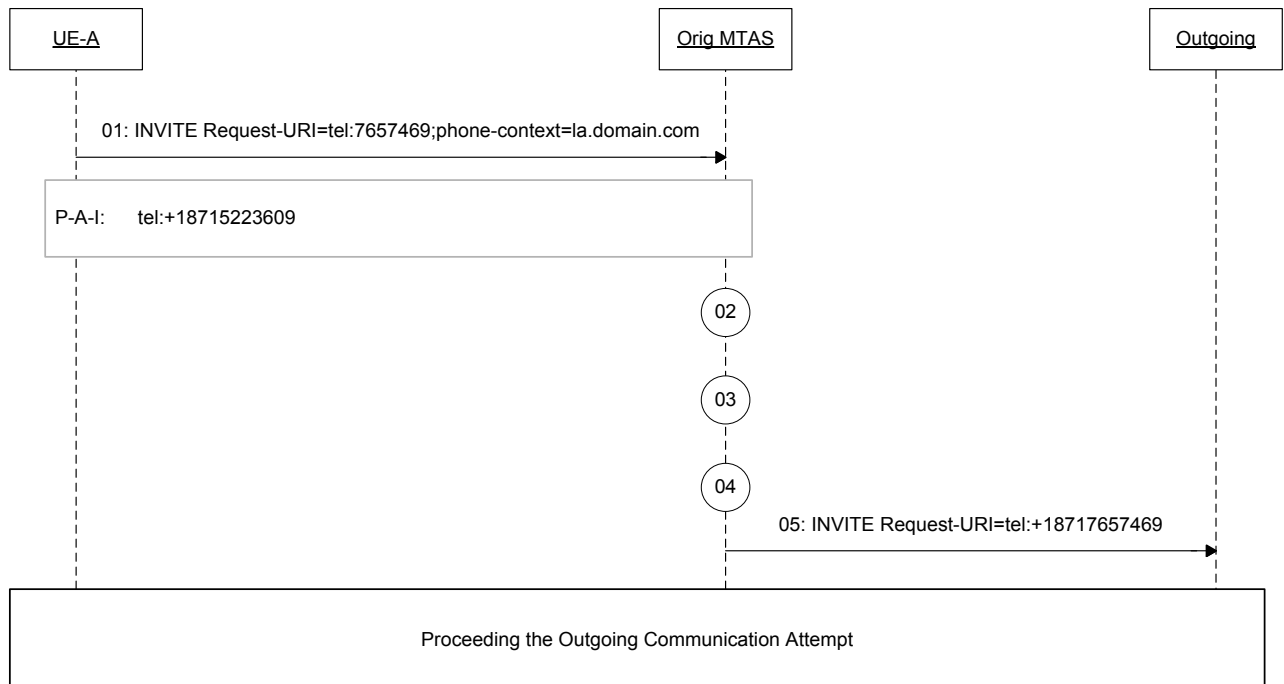 UE-A
Orig MTAS
Outgoing
01: INVITE Request-URI=tel:7657469;phone-context=la.domain.com
P-A-I: tel:+18715223609
02
03
04
05: INVITE Request-URI=tel:+18717657469
Proceeding the Outgoing Communication Attempt